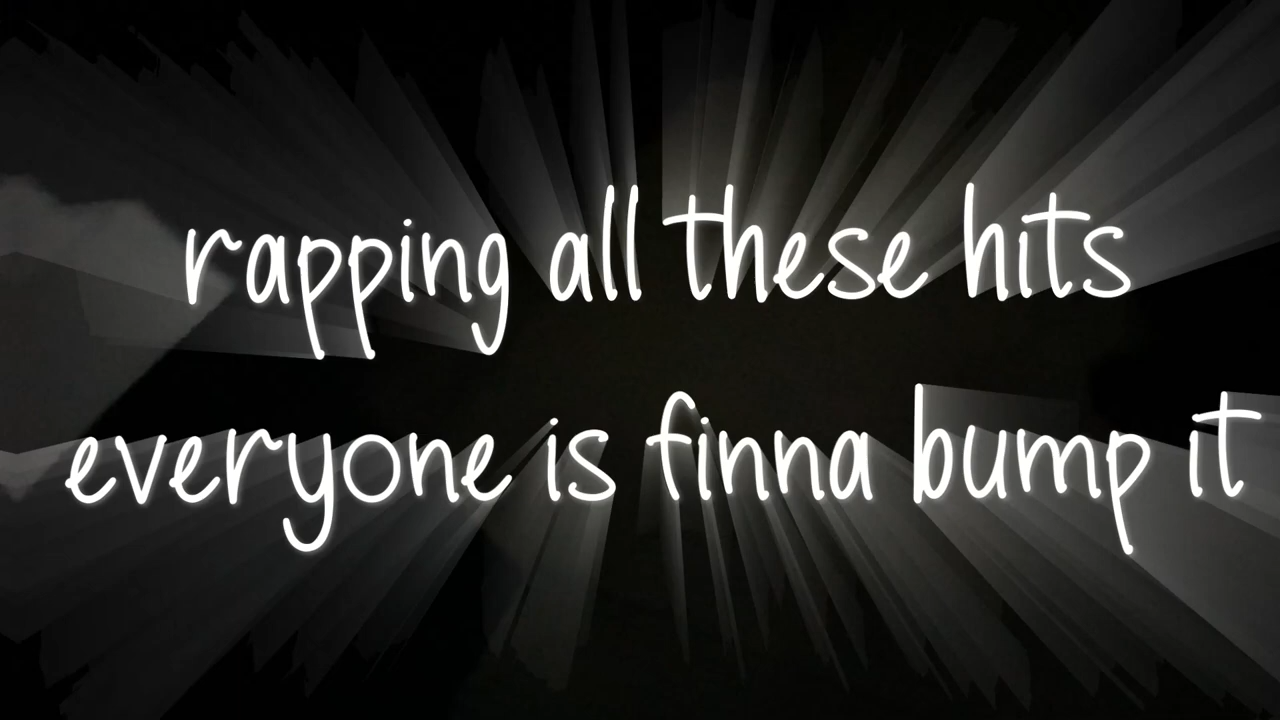 rapping all these hits
everyone is finna bump it